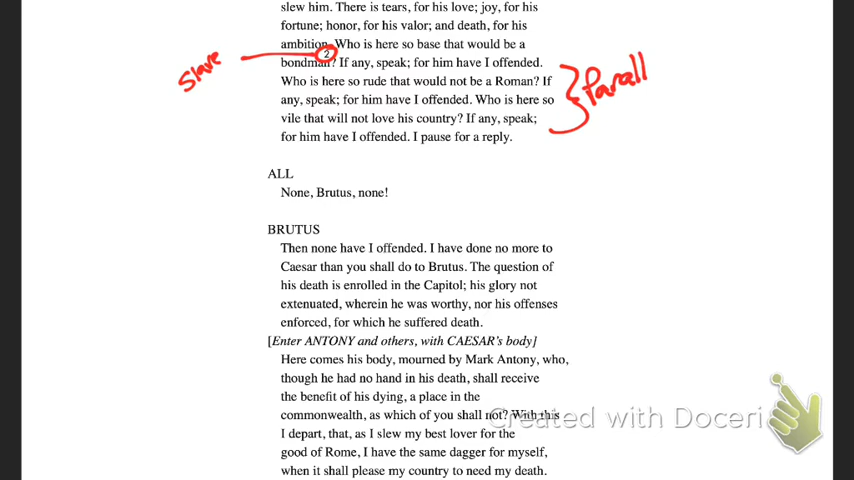 slew him. There is tears, for his love; joy, for his
fortune; honor, for his valor; and death, for his
ambition. Who is here so base that would be a
2
Slave
bondman? If any, speak; for him have I offended.
Who is here so rude that would not be a Roman? If
Parall
any, speak; for him have I offended. Who is here so
vile that will not love his country? If any, speak;
for him have I offended. I pause for a reply.
ALL
None, Brutus, none!
BRUTUS
Then none have I offended. I have done no more to
Caesar than you shall do to Brutus. The question of
his death is enrolled in the Capitol; his glory not
extenuated, wherein he was worthy, nor his offenses
enforced, for which he suffered death.
[Enter ANTONY and others, with CAESAR's body]
Here comes his body, mourned by Mark Antony, who,
though he had no hand in his death, shall receive
the benefit of his dying, a place in the
commonwealth, as which of you shall not? With this
Created with Doceri
I depart, that, as I slew my best lover for the
good of Rome, I have the same dagger for myself,
when it shall please my country to need my death.